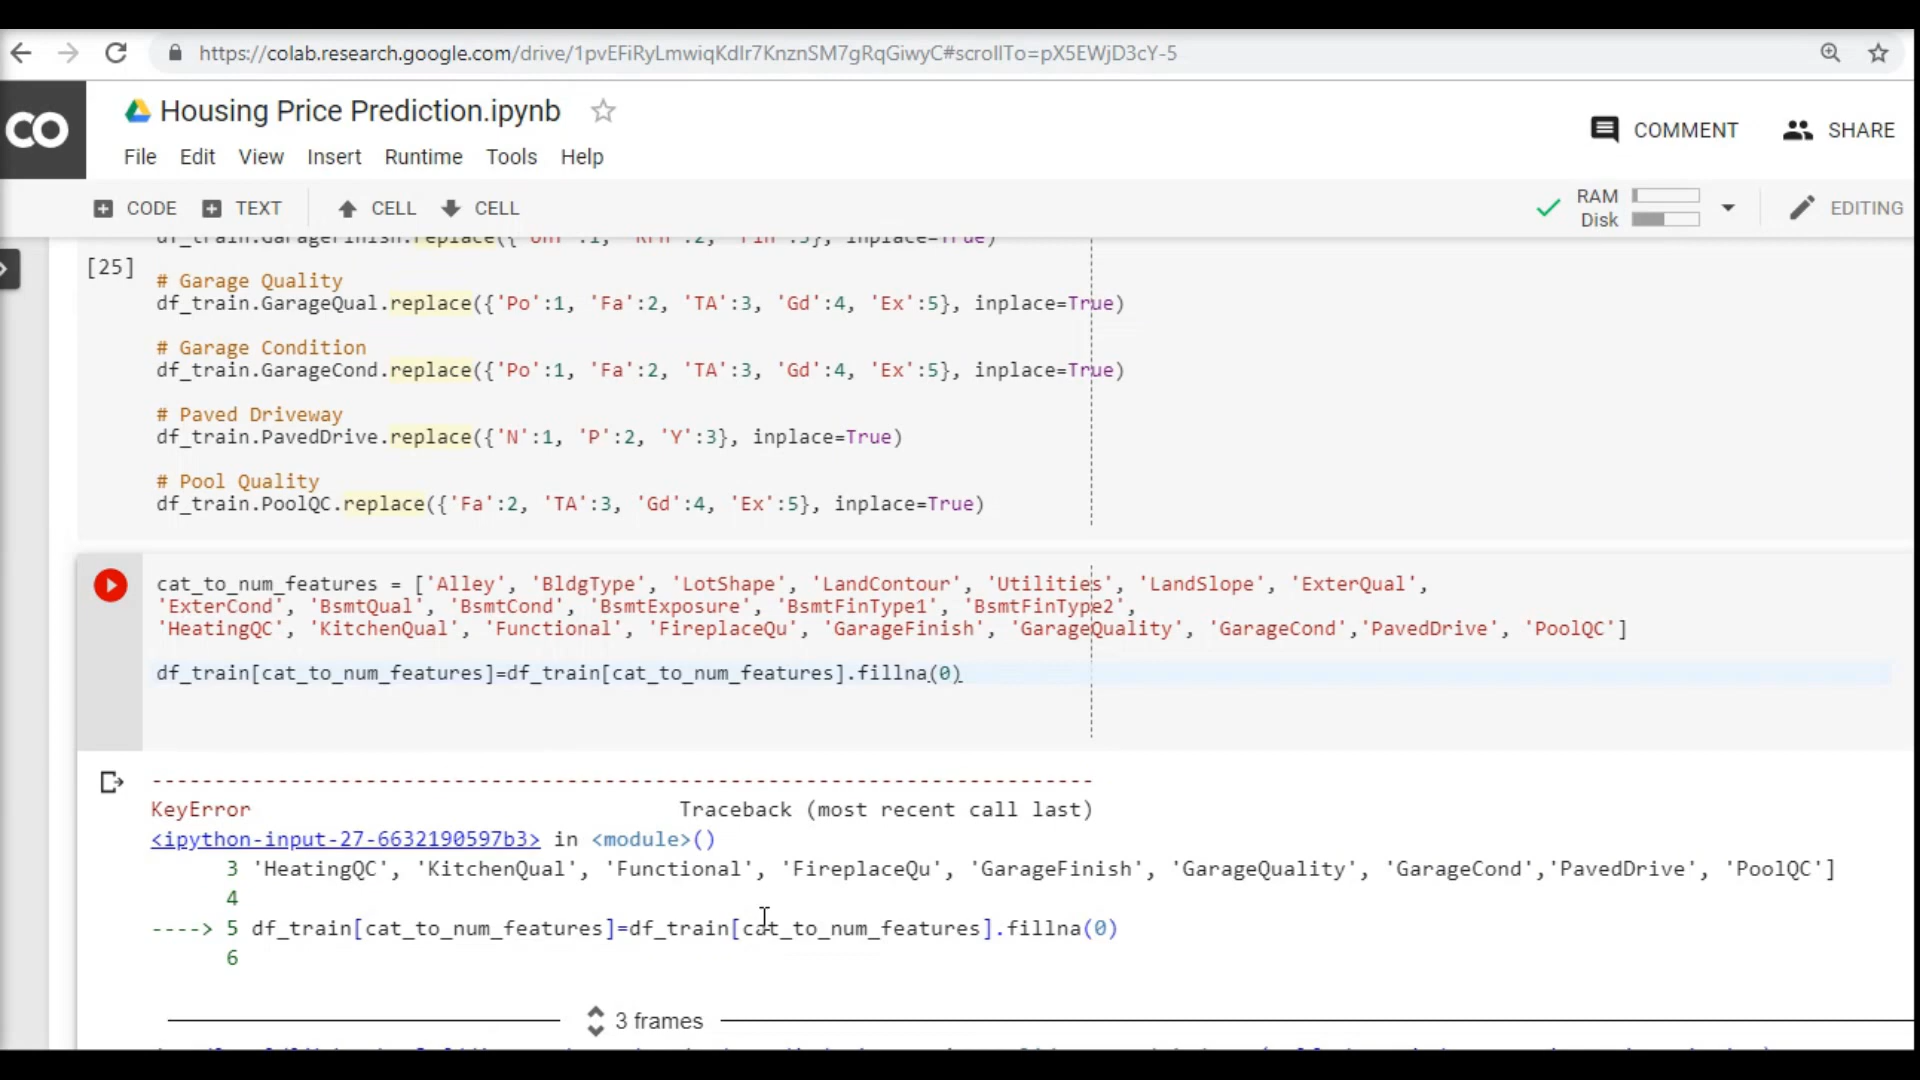 https://colab.research.google.com/drive/1pvEFiRyLmwiqKdIr7KnznSM7gRqGiwyC#scrollTo=pX5EWjD3cY-5
CO
Housing Price Prediction.ipynb
COMMENT SHARE
File Edit View Insert Runtime Tools Help
CODE TEXT CELL CELL
RAM
Disk
EDITING
[25]
# Garage Quality
df_train.GarageQual.replace({'Po':1, 'Fa':2, 'TA':3, 'Gd':4, 'Ex':5}, inplace=True)
# Garage Condition
df_train.GarageCond.replace({'Po':1, 'Fa':2, 'TA':3, 'Gd':4, 'Ex':5}, inplace=True)
# Paved Driveway
df_train.PavedDrive.replace({'N':1, 'P':2, 'Y':3}, inplace=True)
# Pool Quality
df_train.PoolQC.replace({'Fa':2, 'TA':3, 'Gd':4, 'Ex':5}, inplace=True)
cat_to_num_features = ['Alley', 'BldgType', 'LotShape', 'LandContour', 'Utilities', 'LandSlope', 'ExterQual',
'ExterCond', 'BsmtQual', 'BsmtCond', 'BsmtExposure', 'BsmtFinType1', 'BsmtFinType2',
'HeatingQC', 'KitchenQual', 'Functional', 'FireplaceQu', 'GarageFinish', 'GarageQuality', 'GarageCond','PavedDrive', 'PoolQC']
df_train[cat_to_num_features]=df_train[cat_to_num_features].fillna(0)
---------------------------------------------------------------------------
KeyError Traceback (most recent call last)
<ipython-input-27-6632190597b3> in <module>()
3 'HeatingQC', 'KitchenQual', 'Functional', 'FireplaceQu', 'GarageFinish', 'GarageQuality', 'GarageCond','PavedDrive', 'PoolQC']
4
----> 5 df_train[cat_to_num_features]=df_train[cat_to_num_features].fillna(0)
6
3 frames